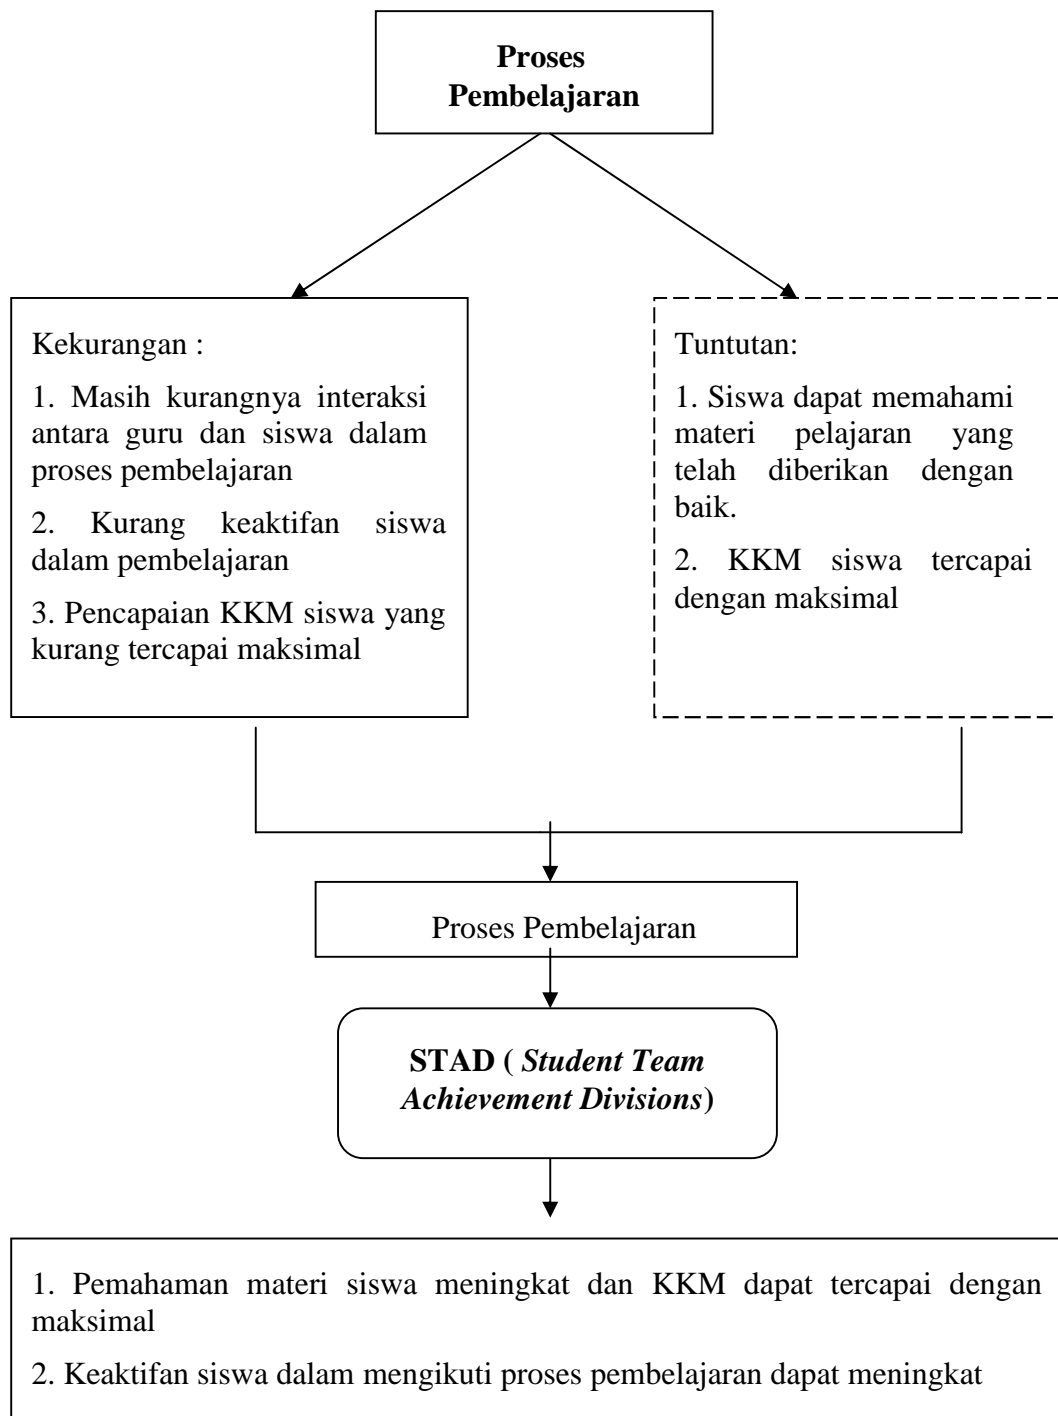 Proses
Pembelajaran
Kekurangan :
1. Masih kurangnya interaksi
antara guru dan siswa dalam
proses pembelajaran
2. Kurang keaktifan siswa
dalam pembelajaran
3. Pencapaian KKM siswa yang
kurang tercapai maksimal
Tuntutan:
1. Siswa dapat memahami
materi pelajaran yang
telah diberikan dengan
baik.
2. KKM siswa tercapai
dengan maksimal
Proses Pembelajaran
STAD ( Student Team
Achievement Divisions)
1. Pemahaman materi siswa meningkat dan KKM dapat tercapai dengan
maksimal
2. Keaktifan siswa dalam mengikuti proses pembelajaran dapat meningkat